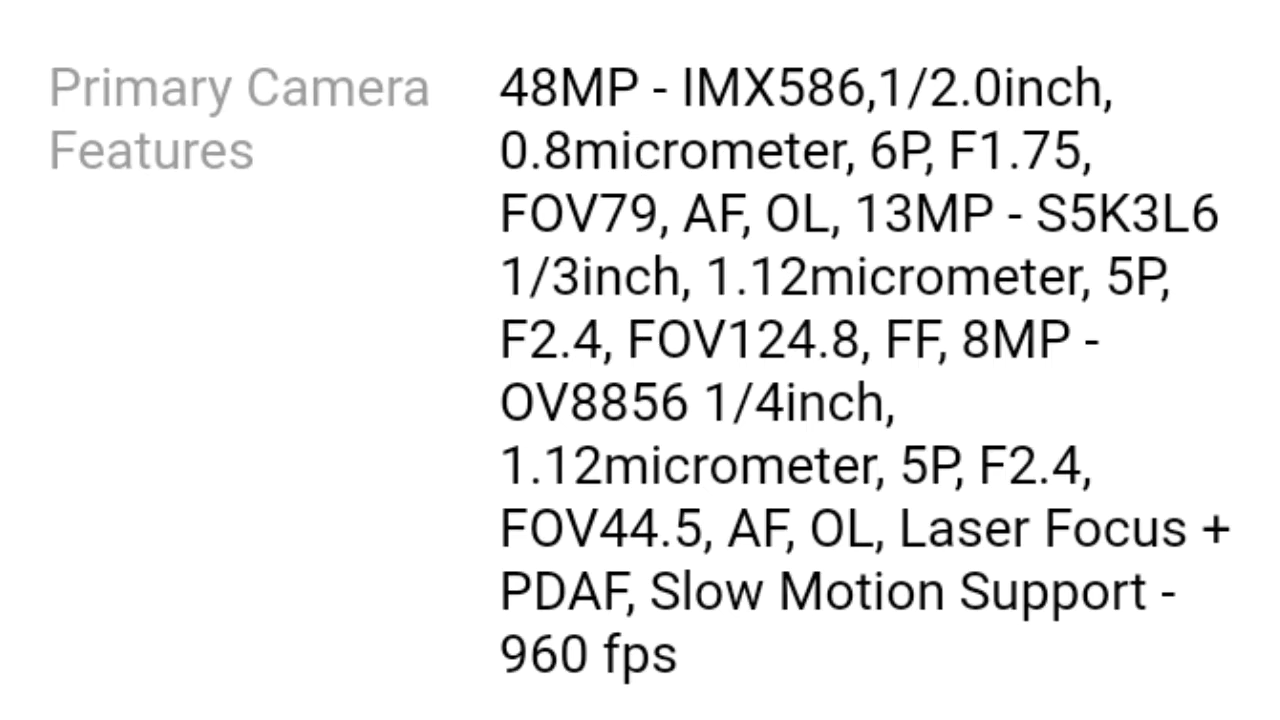 Primary Camera
Features
48MP - IMX586,1/2.0inch,
0.8micrometer, 6P, F1.75,
FOV79, AF, OL, 13MP - S5K3L6
1/3inch, 1.12micrometer, 5P,
F2.4, FOV124.8, FF, 8MP -
OV8856 1/4inch,
1.12micrometer, 5P, F2.4,
FOV44.5, AF, OL, Laser Focus +
PDAF, Slow Motion Support -
960 fps